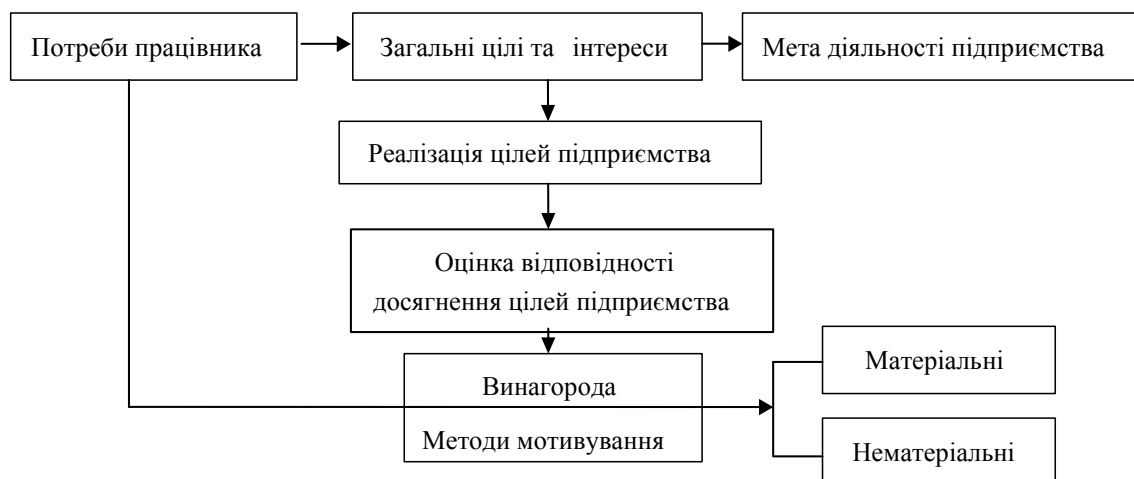 Потреби працівника
Загальні цілі та інтереси
Мета діяльності підприємства
Реалізація цілей підприємства
Оцінка відповідності
досягнення цілей підприємства
Винагорода
Методи мотивування
Матеріальні
Нематеріальні